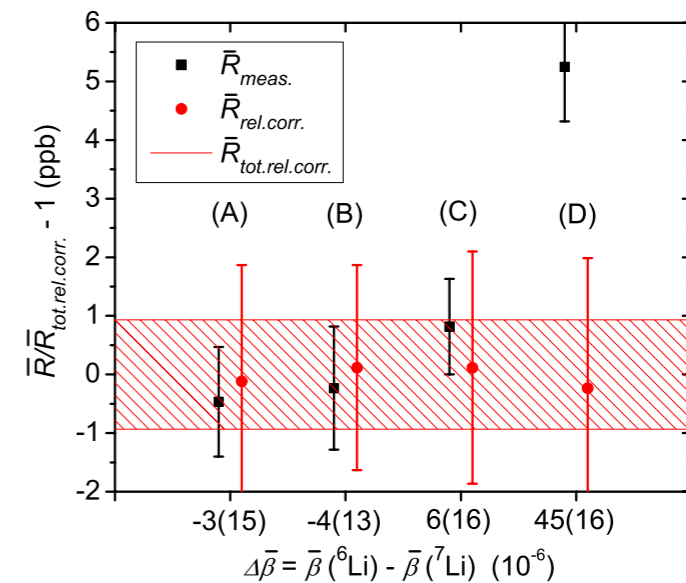 6
5
4
3
2
1
0
-1
-2
R̄/R̄tot.rel.corr. - 1 (ppb)
R̄meas.
R̄rel.corr.
R̄tot.rel.corr.
(A) (B) (C) (D)
-3(15) -4(13) 6(16) 45(16)
Δβ̄ = β̄(⁶Li) - β̄(⁷Li) (10⁻⁶)